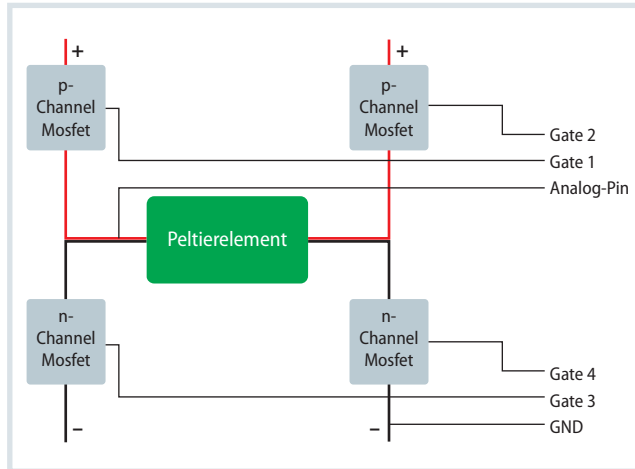 +
+
p-
Channel
Mosfet
p-
Channel
Mosfet
Gate 2
Gate 1
Analog-Pin
Peltierelement
n-
Channel
Mosfet
n-
Channel
Mosfet
Gate 4
Gate 3
GND
–
–